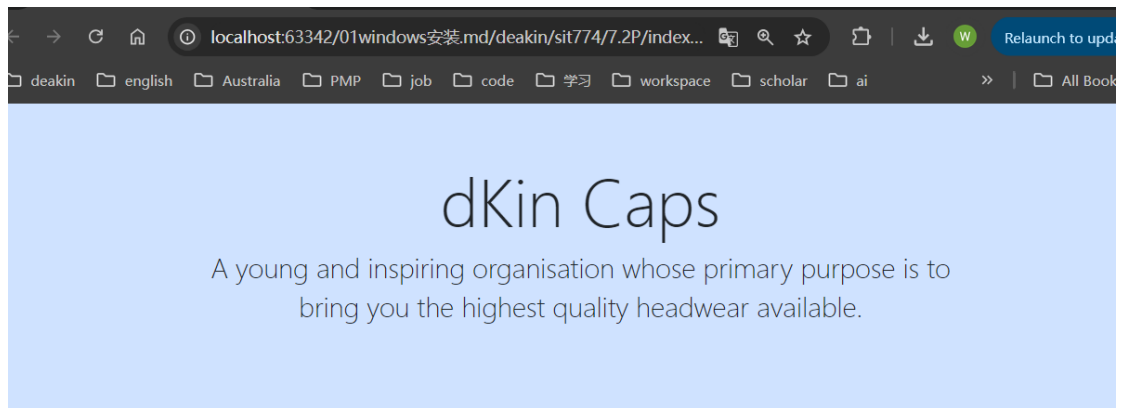 localhost:63342/01windows安装.md/deakin/sit774/7.2P/index...
W
Relaunch to upd
deakin english Australia PMP job code 学习 workspace scholar ai » All Book
dKin Caps
A young and inspiring organisation whose primary purpose is to
bring you the highest quality headwear available.